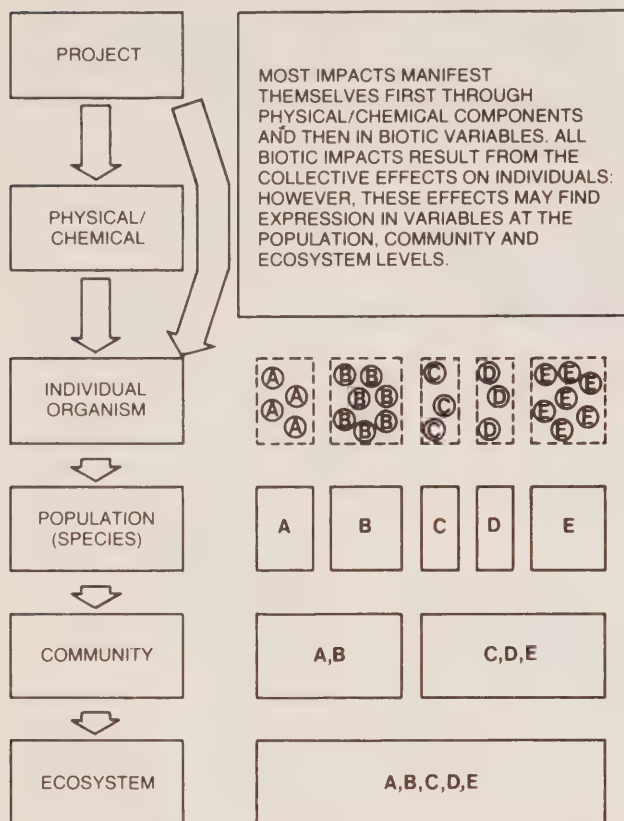 PROJECT
MOST IMPACTS MANIFEST
THEMSELVES FIRST THROUGH
PHYSICAL/CHEMICAL COMPONENTS
AND THEN IN BIOTIC VARIABLES. ALL
BIOTIC IMPACTS RESULT FROM THE
COLLECTIVE EFFECTS ON INDIVIDUALS:
HOWEVER, THESE EFFECTS MAY FIND
EXPRESSION IN VARIABLES AT THE
POPULATION, COMMUNITY AND
ECOSYSTEM LEVELS.
PHYSICAL/
CHEMICAL
INDIVIDUAL
ORGANISM
A
A
A
A
B
B
B
B
B
B
B
B
C
C
C
D
D
D
E
E
E
E
E
E
E
POPULATION
(SPECIES)
A
B
C
D
E
COMMUNITY
A,B
C,D,E
ECOSYSTEM
A,B,C,D,E